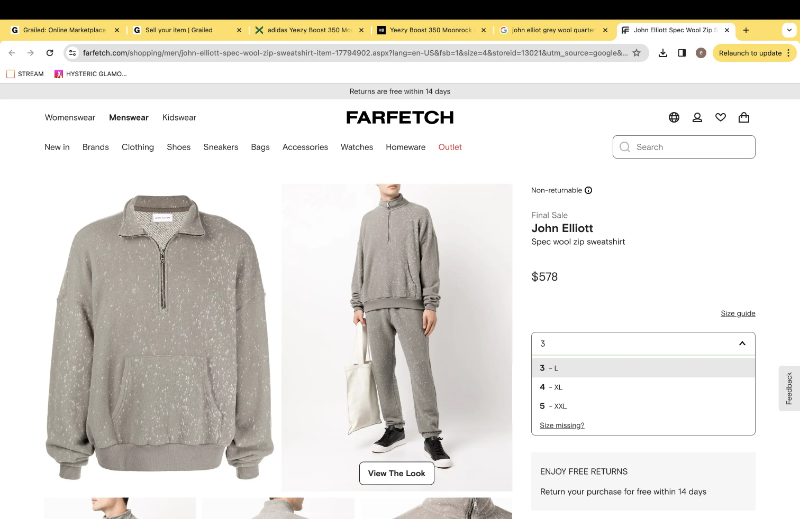 Grailed: Online Marketplace
Sell your item | Grailed
adidas Yeezy Boost 350
Yeezy Boost 350 Moonrock
john elliot grey wool quarter
John Elliott Spec Wool Zip S
farfetch.com/shopping/men/john-elliott-spec-wool-zip-sweatshirt-item-17794902.aspx?lang=en-US&fsb=1&size=4&storeid=13021&utm_source=google&...
Relaunch to update
STREAM
HYSTERIC GLAMO...
Returns are free within 14 days
Womenswear Menswear Kidswear
FARFETCH
New in Brands Clothing Shoes Sneakers Bags Accessories Watches Homeware Outlet
Search
Non-returnable
Final Sale
John Elliott
Spec wool zip sweatshirt
$578
Size guide
3
3 - L
4 - XL
5 - XXL
Size missing?
Feedback
View The Look
ENJOY FREE RETURNS
Return your purchase for free within 14 days